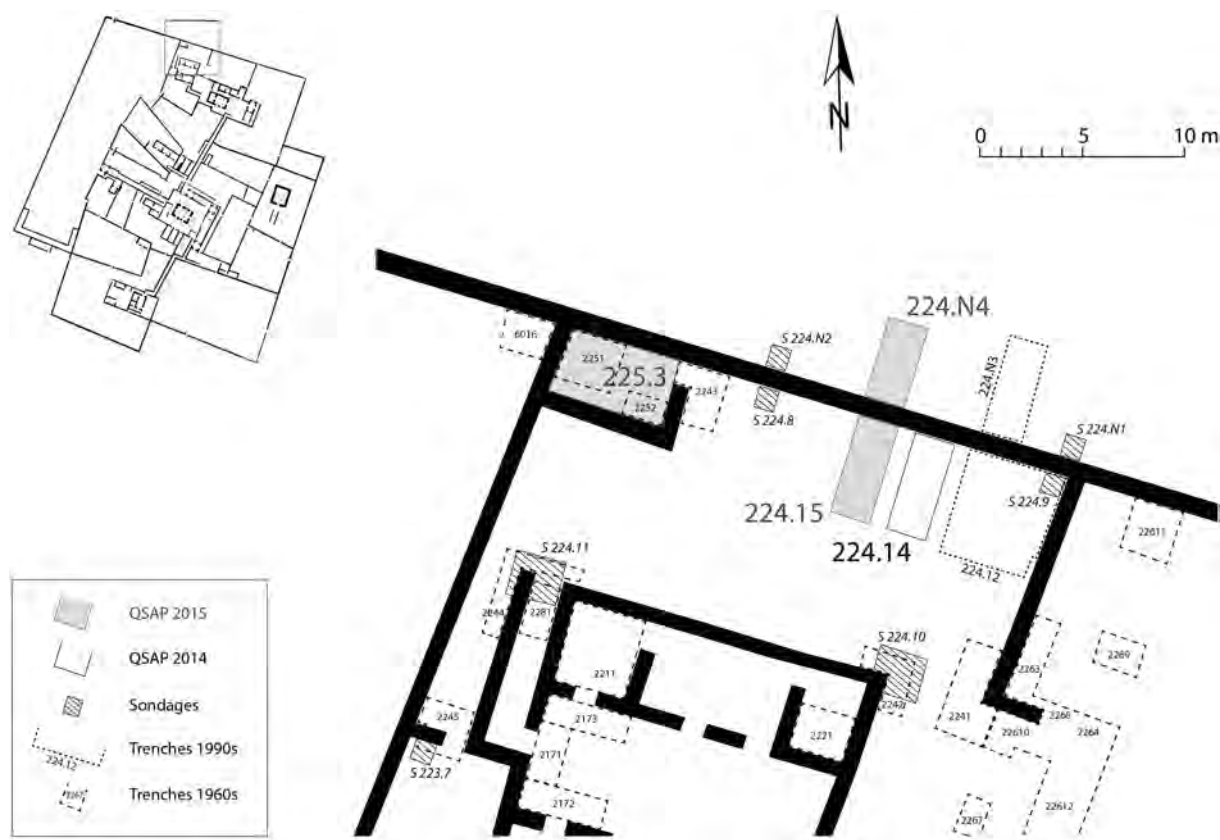 N
0 5 10 m
224.N4
S 224.N2
6016
2251
225.3
2243
224.N3
2252
S 224.8
S 224.N1
S 224.9
224.15
224.14
22611
224.12
S 224.11
2244
2281
S 224.10
2211
2263
2269
2242
2245
2173
2241
2268
2264
22610
2171
2221
S 223.7
2172
22612
2267
QSAP 2015
QSAP 2014
Sondages
Trenches 1990s
224.12
Trenches 1960s
2267